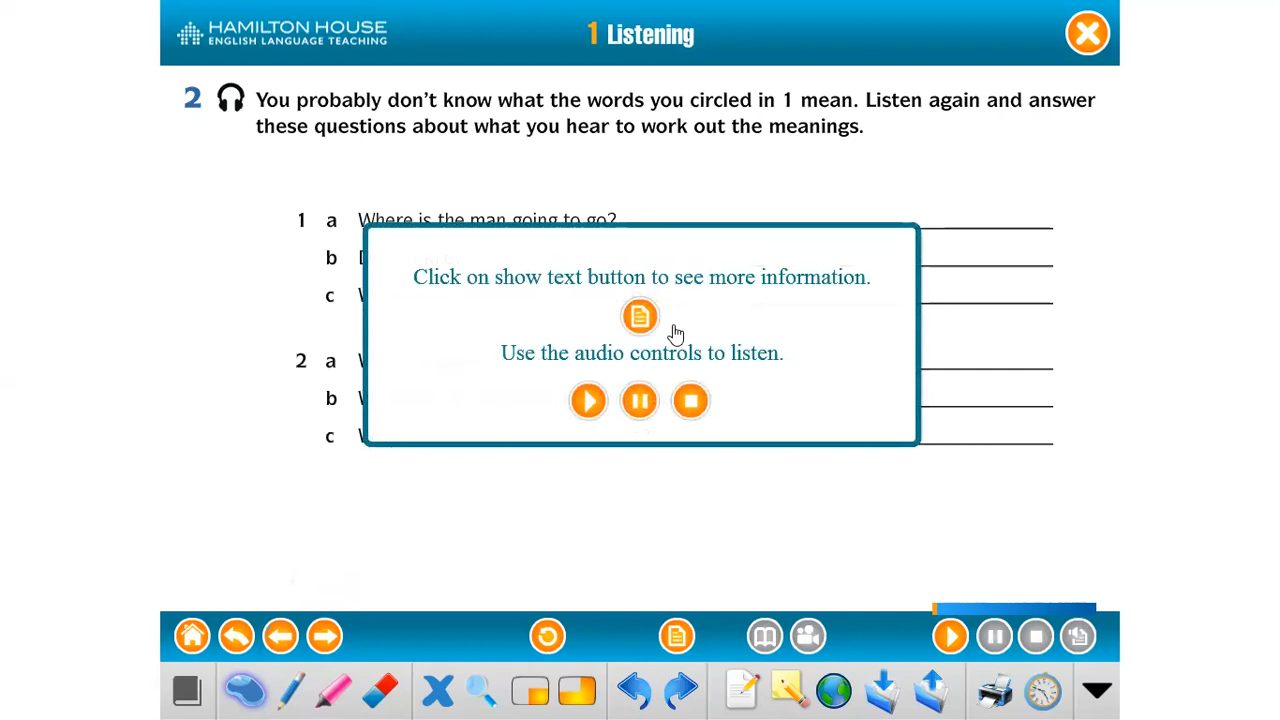 HAMILTON HOUSE
ENGLISH LANGUAGE TEACHING
1 Listening
2 You probably don't know what the words you circled in 1 mean. Listen again and answer
these questions about what you hear to work out the meanings.
1 a Where is the man going to go?
b
c
Click on show text button to see more information.
Use the audio controls to listen.
2 a
b
c